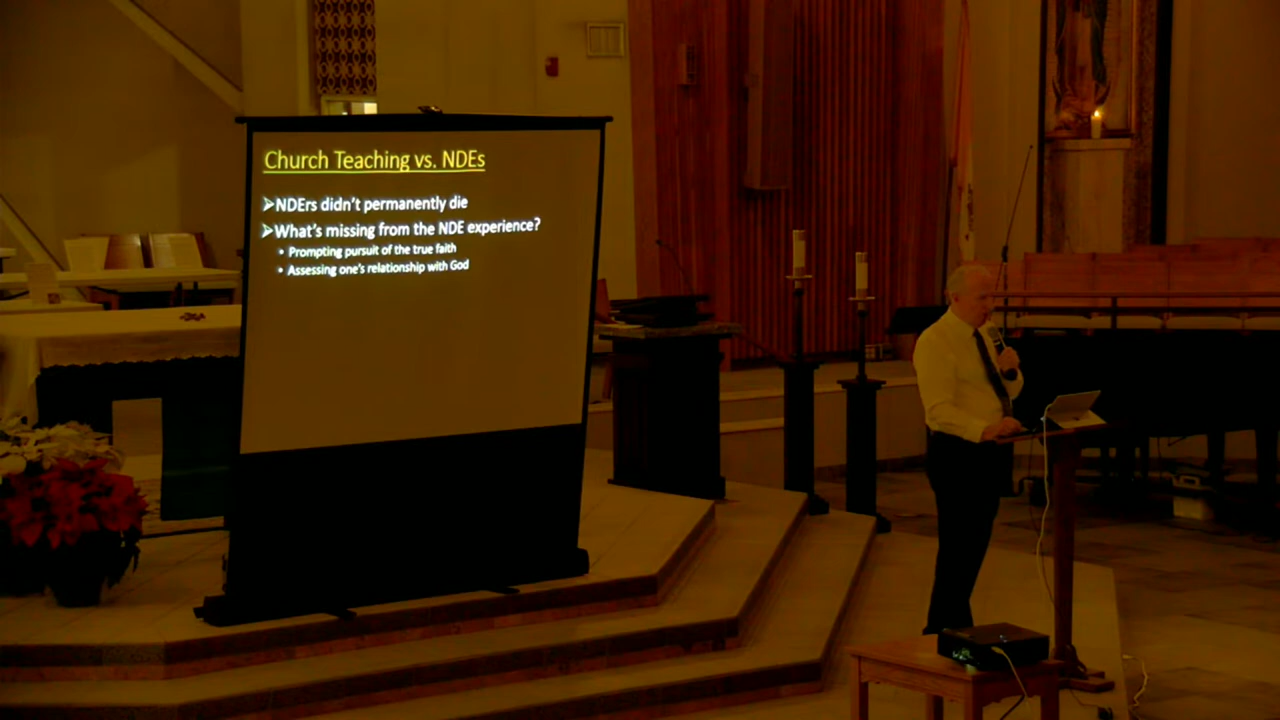 Church Teaching vs. NDEs
➢NDErs didn't permanently die
➢What's missing from the NDE experience?
• Prompting pursuit of the true faith
• Assessing one's relationship with God